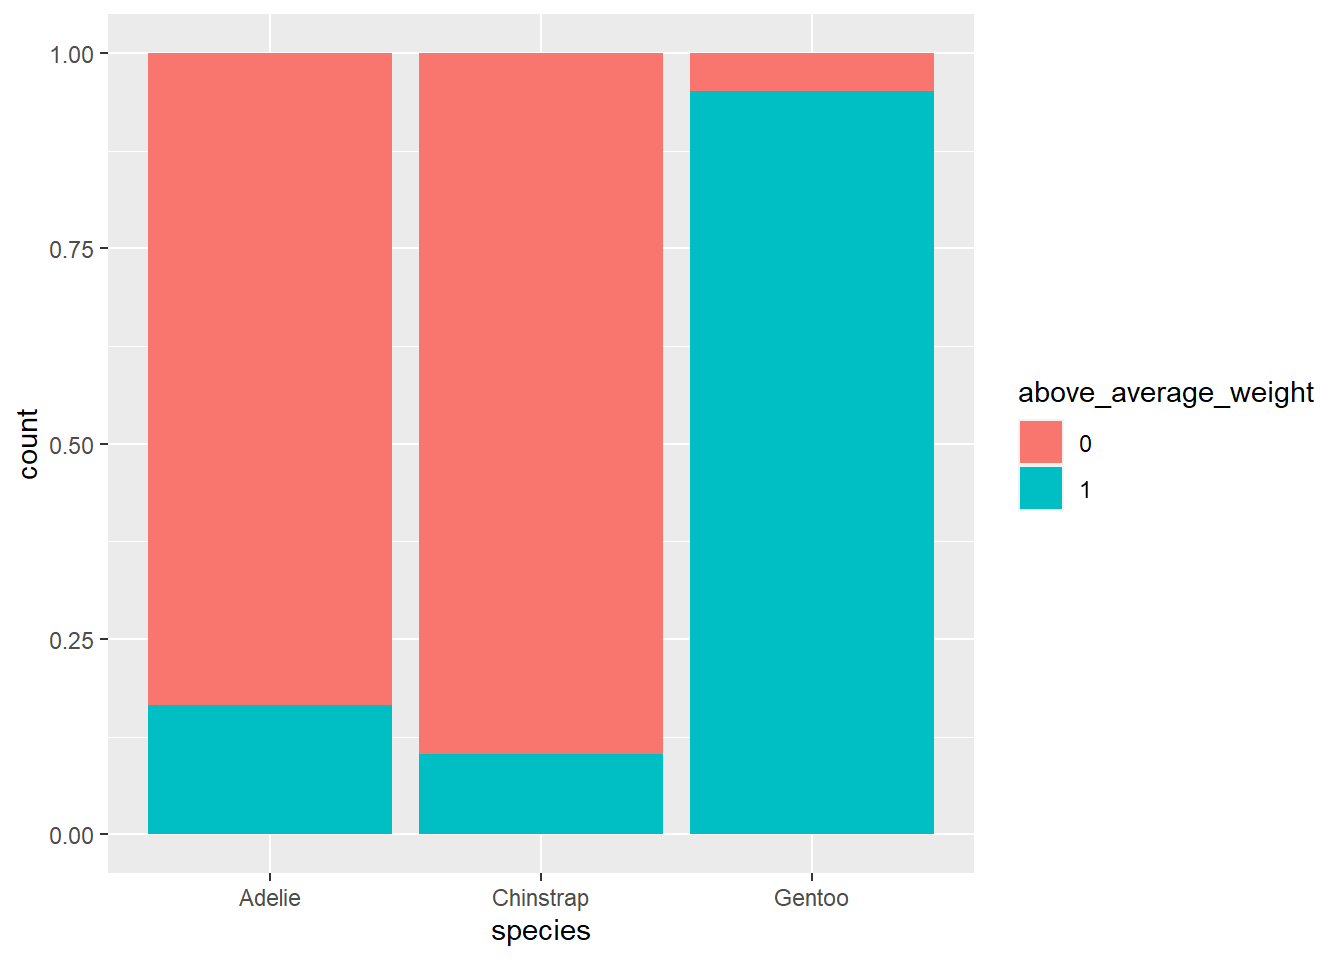 1.00
0.75
0.50
0.25
0.00
count
Adelie
Chinstrap
Gentoo
species
above_average_weight
0
1